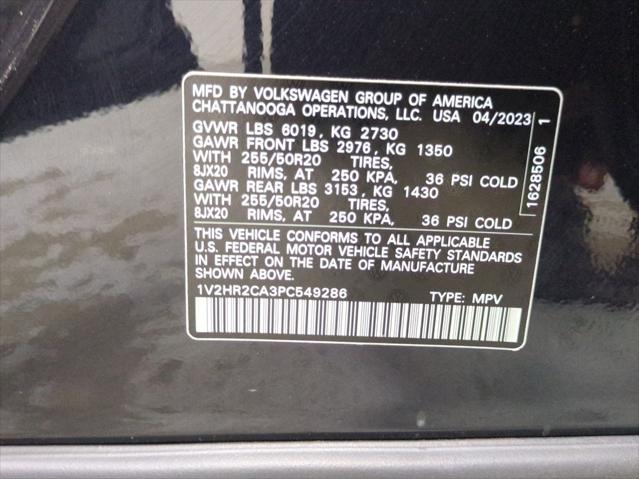 MFD BY VOLKSWAGEN GROUP OF AMERICA
CHATTANOOGA OPERATIONS, LLC. USA 04/2023
GVWR LBS 6019, KG 2730
GAWR FRONT LBS 2976, KG 1350
WITH 255/50R20 TIRES,
8JX20 RIMS, AT 250 KPA, 36 PSI COLD
GAWR REAR LBS 3153, KG 1430
WITH 255/50R20 TIRES,
8JX20 RIMS, AT 250 KPA, 36 PSI COLD
THIS VEHICLE CONFORMS TO ALL APPLICABLE
U.S. FEDERAL MOTOR VEHICLE SAFETY STANDARDS
IN EFFECT ON THE DATE OF MANUFACTURE
SHOWN ABOVE.
1V2HR2CA3PC549286 TYPE: MPV
1628506 1